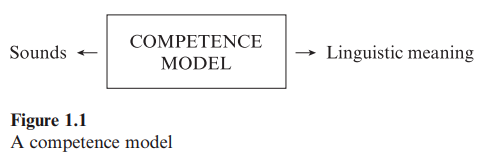 Sounds ← COMPETENCE MODEL → Linguistic meaning
Figure 1.1
A competence model